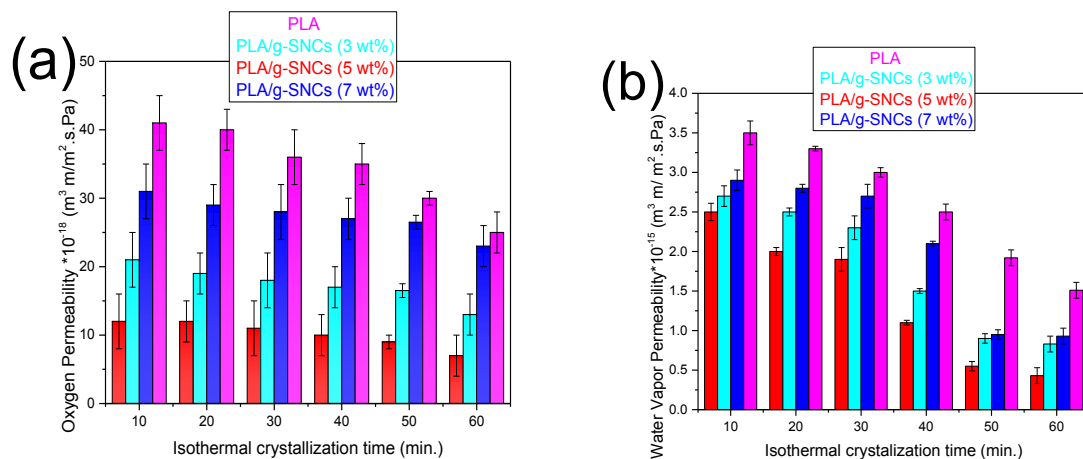 (a)
PLA
PLA/g-SNCs (3 wt%)
PLA/g-SNCs (5 wt%)
PLA/g-SNCs (7 wt%)
Oxygen Permeability *10⁻¹⁸ (m³ m/m².s.Pa)
50
40
30
20
10
0
10 20 30 40 50 60
Isothermal crystallization time (min.)
(b)
PLA
PLA/g-SNCs (3 wt%)
PLA/g-SNCs (5 wt%)
PLA/g-SNCs (7 wt%)
Water Vapor Permeability*10⁻¹⁵ (m³ m/ m².s.Pa)
4.0
3.5
3.0
2.5
2.0
1.5
1.0
0.5
0.0
10 20 30 40 50 60
Isothermal crystallization time (min.)